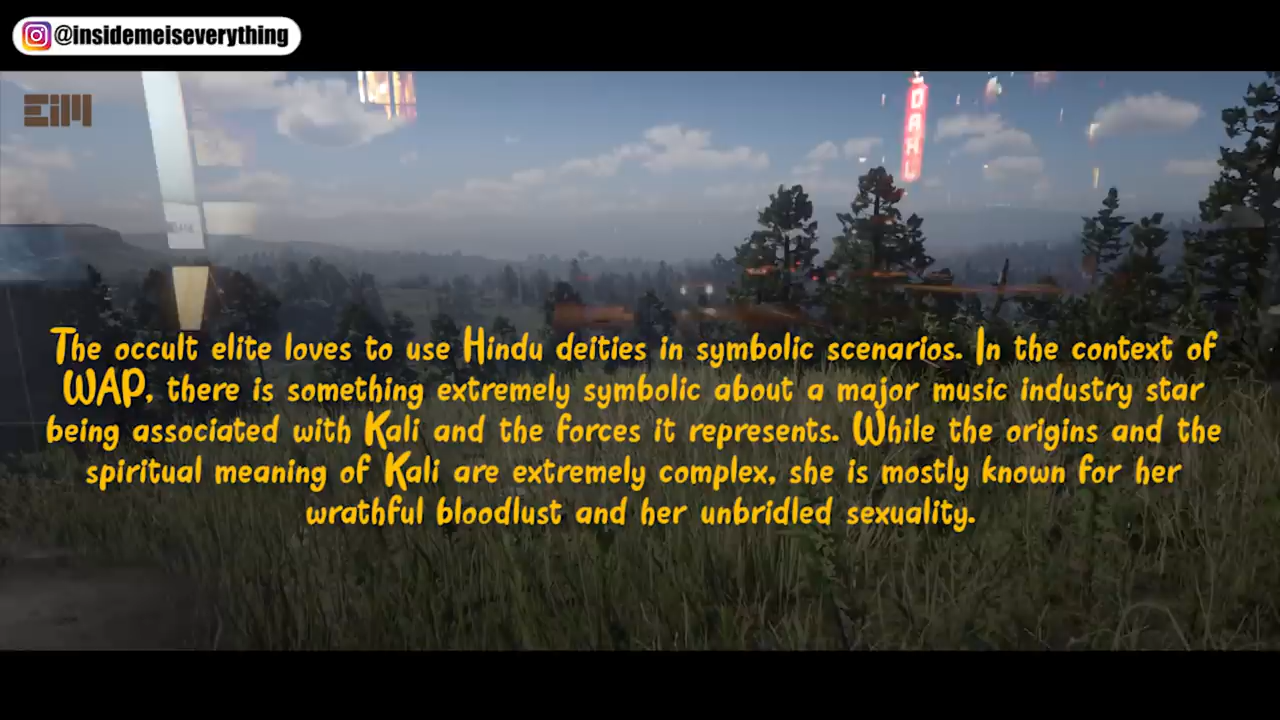 @insidemeiseverything
EiM
The occult elite loves to use Hindu deities in symbolic scenarios. In the context of
WAP, there is something extremely symbolic about a major music industry star
being associated with Kali and the forces it represents. While the origins and the
spiritual meaning of Kali are extremely complex, she is mostly known for her
wrathful bloodlust and her unbridled sexuality.